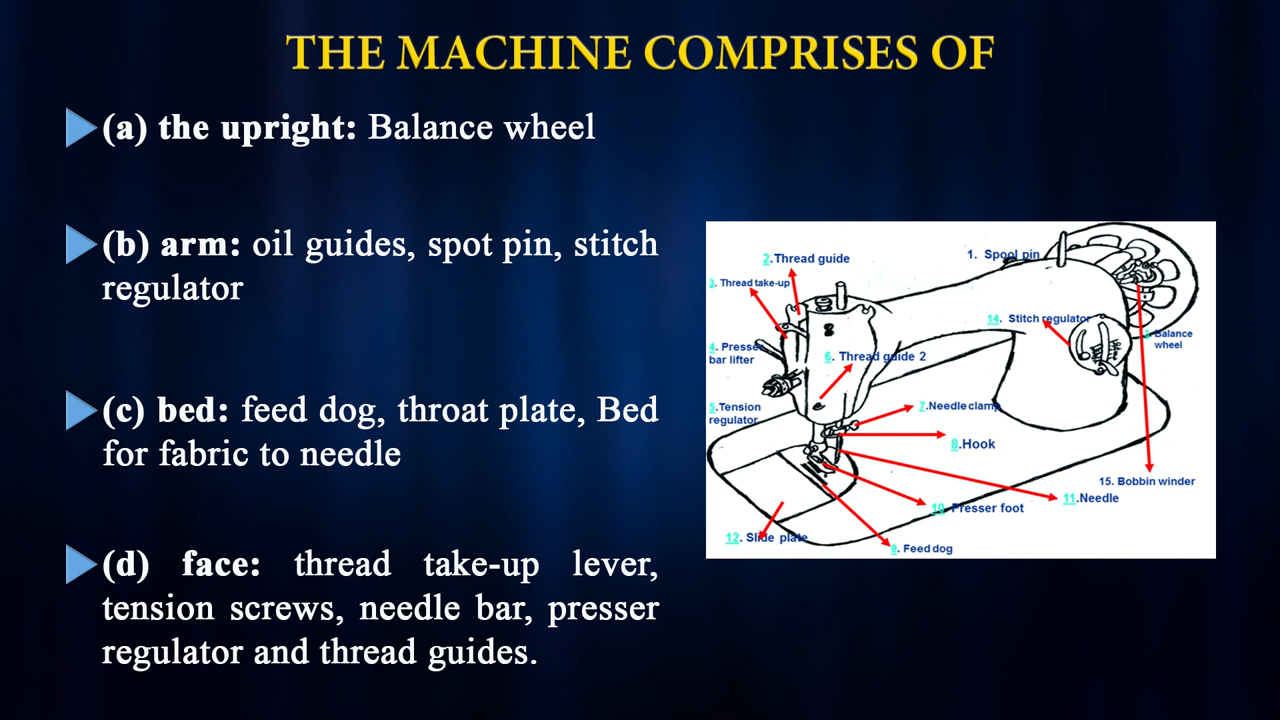 THE MACHINE COMPRISES OF
(a) the upright: Balance wheel
(b) arm: oil guides, spot pin, stitch
regulator
(c) bed: feed dog, throat plate, Bed
for fabric to needle
(d) face: thread take-up lever,
tension screws, needle bar, presser
regulator and thread guides.
1. Spool pin
2.Thread guide
3. Thread take-up
14. Stitch regulator
Balance
wheel
4. Presser
bar lifter
6. Thread guide 2
5.Tension
regulator
7.Needle clamp
8.Hook
15. Bobbin winder
11.Needle
10. Presser foot
12. Slide plate
9. Feed dog